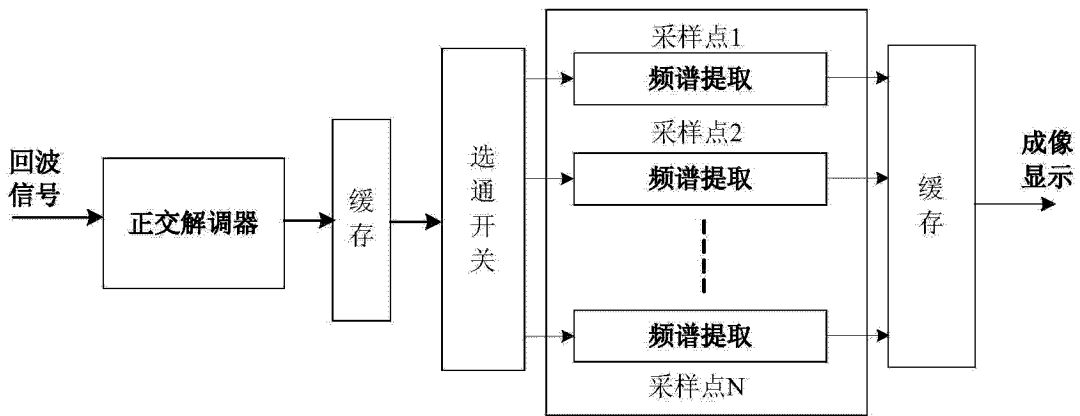 回波
信号
正交解调器
缓存
选通开关
采样点1
频谱提取
采样点2
频谱提取
频谱提取
采样点N
缓存
成像
显示